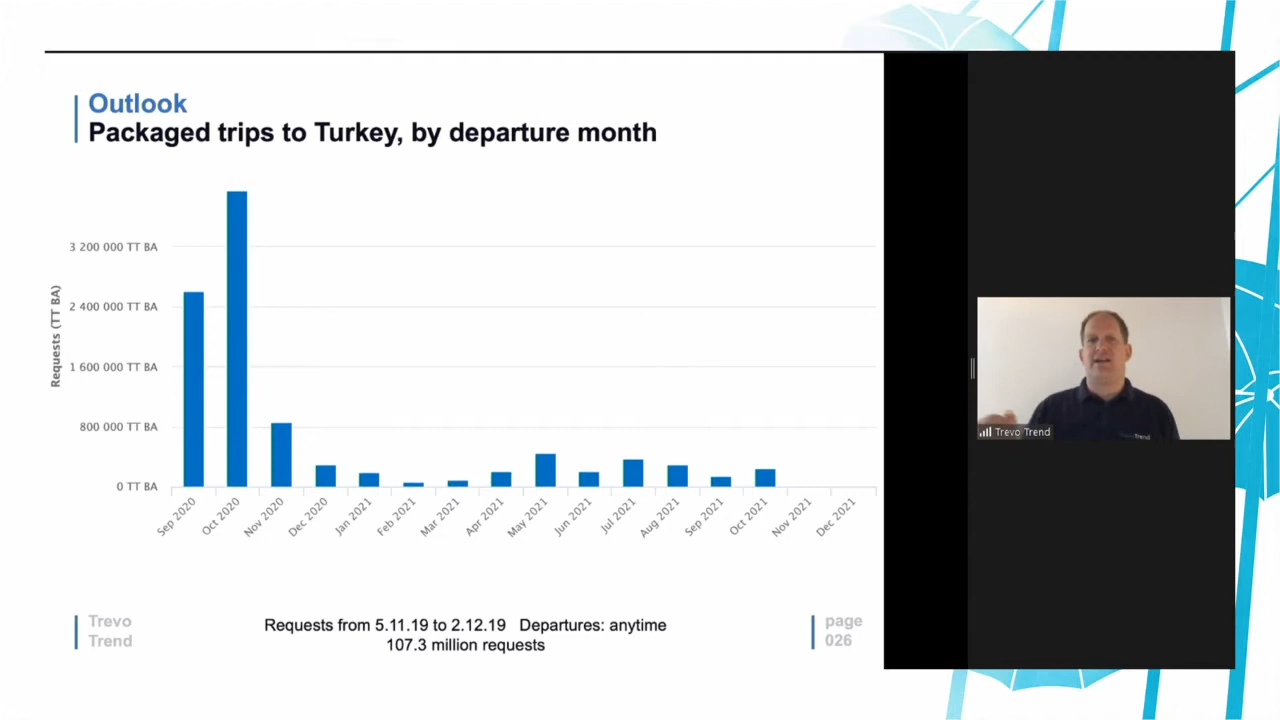 Outlook
Packaged trips to Turkey, by departure month
Requests (TT BA)
3 200 000 TT BA
2 400 000 TT BA
1 600 000 TT BA
800 000 TT BA
0 TT BA
Sep 2020
Oct 2020
Nov 2020
Dec 2020
Jan 2021
Feb 2021
Mar 2021
Apr 2021
May 2021
Jun 2021
Jul 2021
Aug 2021
Sep 2021
Oct 2021
Nov 2021
Dec 2021
Trevo
Trend
Requests from 5.11.19 to 2.12.19 Departures: anytime
107.3 million requests
page
026
Trevo Trend